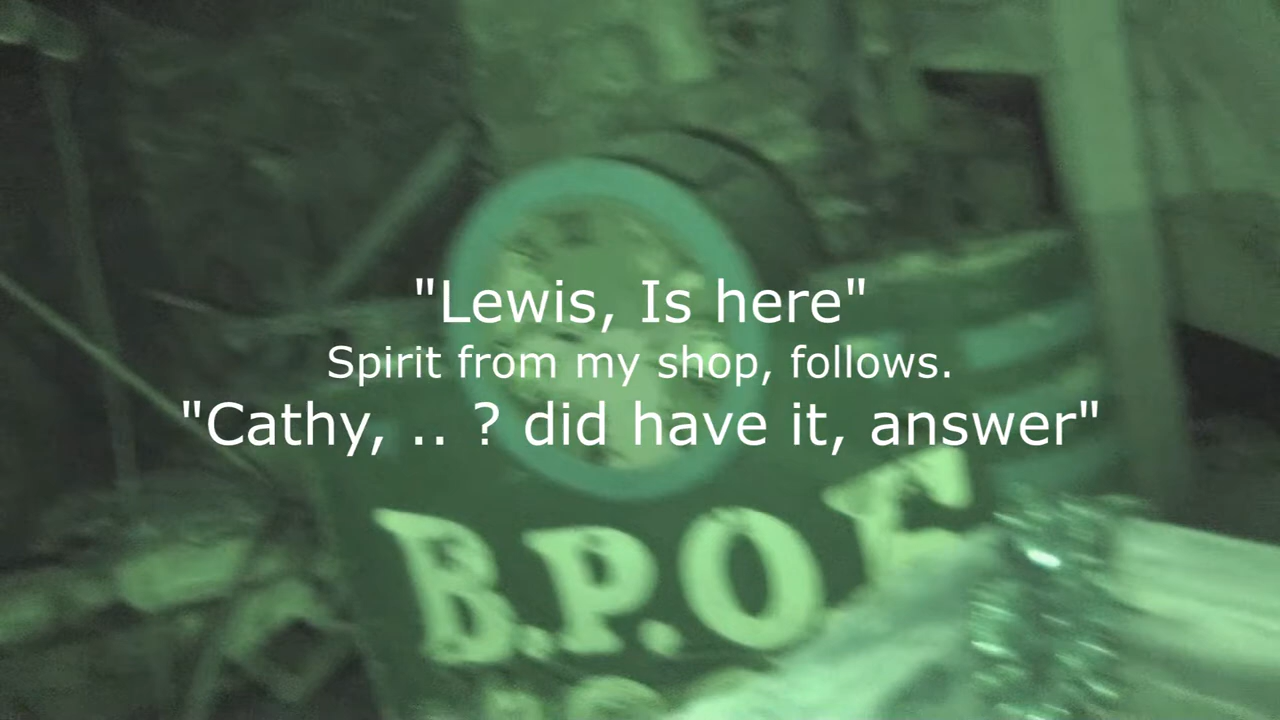 "Lewis, Is here"
Spirit from my shop, follows.
"Cathy, .. ? did have it, answer"
B.P.O.E